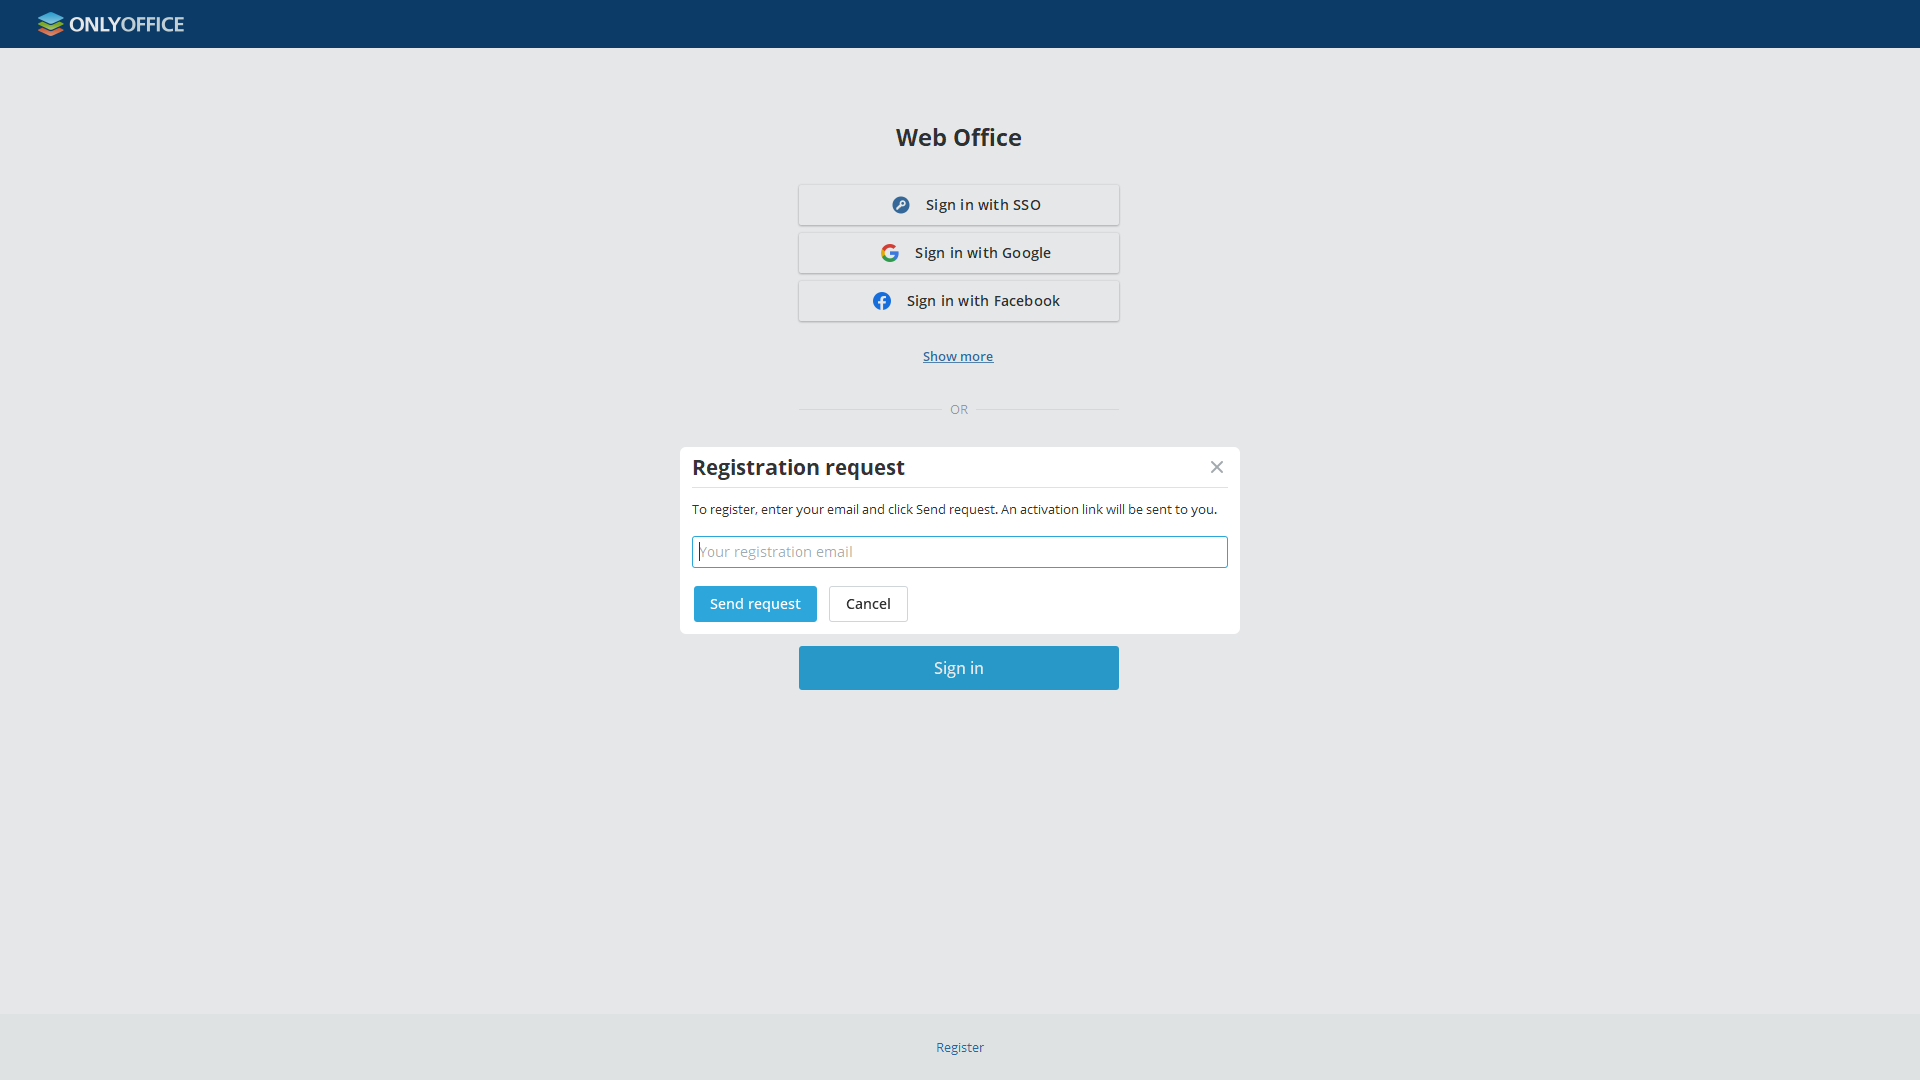 ONLYOFFICE
Web Office
Sign in with SSO
Sign in with Google
Sign in with Facebook
Show more
OR
Registration request
To register, enter your email and click Send request. An activation link will be sent to you.
Your registration email
Send request
Cancel
Sign in
Register